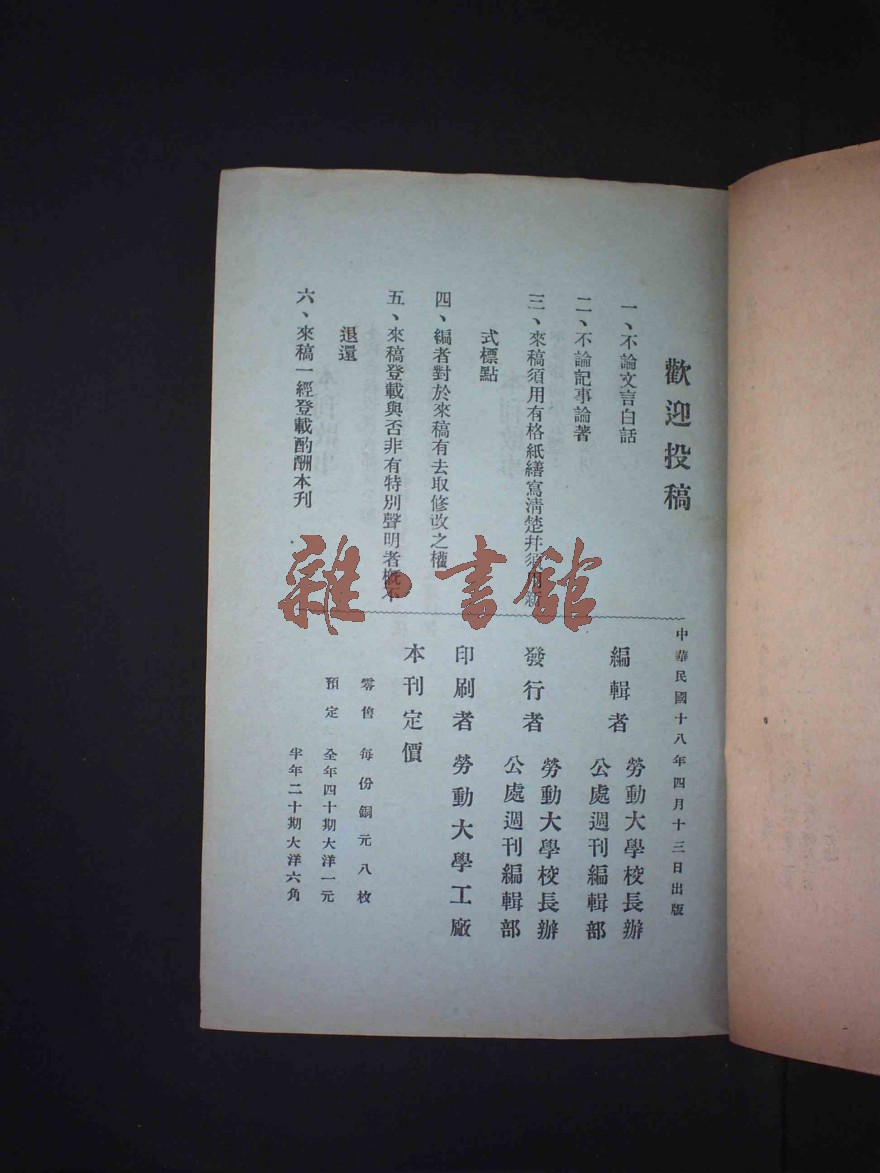 歡迎投稿
一、不論文言白話
二、不論記事論著
三、來稿須用有格紙繕寫清楚幷須用新
式標點
四、編者對於來稿有去取修改之權
五、來稿登載與否非有特別聲明者概不
退還
六、來稿一經登載酌酬本刋
中華民國十八年四月十三日出版
編輯者
勞動大學校長辦
公處週刊編輯部
發行者
勞動大學校長辦
公處週刊編輯部
印刷者 勞動大學工廠
本刊定價
零售 每份銅元八枚
預定 全年四十期大洋一元
半年二十期大洋六角
雜·書館